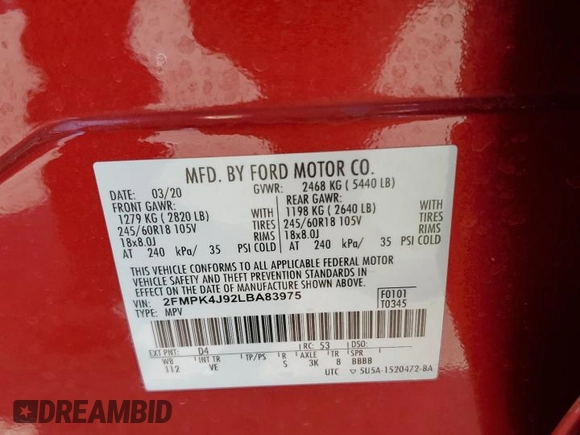 MFD. BY FORD MOTOR CO.
DATE: 03/20 GVWR: 2468 KG ( 5440 LB)
FRONT GAWR: REAR GAWR:
1279 KG ( 2820 LB) 1198 KG ( 2640 LB)
245/60R18 105V TIRES 245/60R18 105V TIRES
18x8.0J RIMS 18x8.0J RIMS
AT 240 kPa/ 35 PSI COLD AT 240 kPa/ 35 PSI COLD
THIS VEHICLE CONFORMS TO ALL APPLICABLE FEDERAL MOTOR
VEHICLE SAFETY AND THEFT PREVENTION STANDARDS IN
EFFECT ON THE DATE OF MANUFACTURE SHOWN ABOVE.
VIN: 2FMPK4J92LBA83975 F0101
TYPE: MPV T0345
EXT PNT: D4 RC: 53 DSO:
WB INT TR TP/PS R AXLE TR SPR
112 VE S 3K 8 BBBB
UTC 5U5A-1520472-BA
DREAMBID